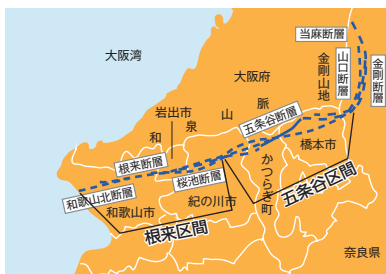 当麻断層
大阪湾
大阪府
金剛山地
山口断層
金剛断層
岩出市
和泉山脈
五条谷断層
橋本市
根来断層
かつらぎ町
桜池断層
和歌山北断層
紀の川市
五条谷区間
和歌山市
根来区間
奈良県